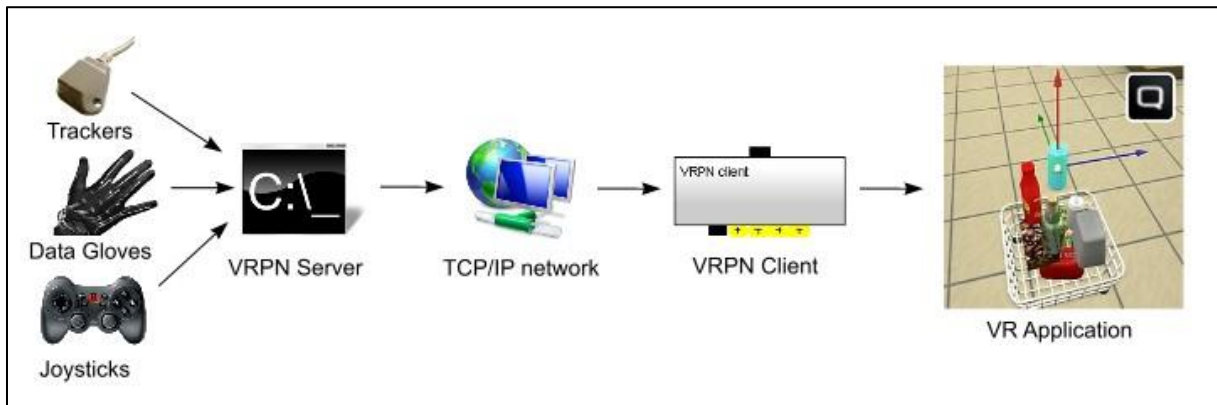 Trackers
Data Gloves
Joysticks
C:\_
VRPN Server
TCP/IP network
VRPN client
VRPN Client
VR Application